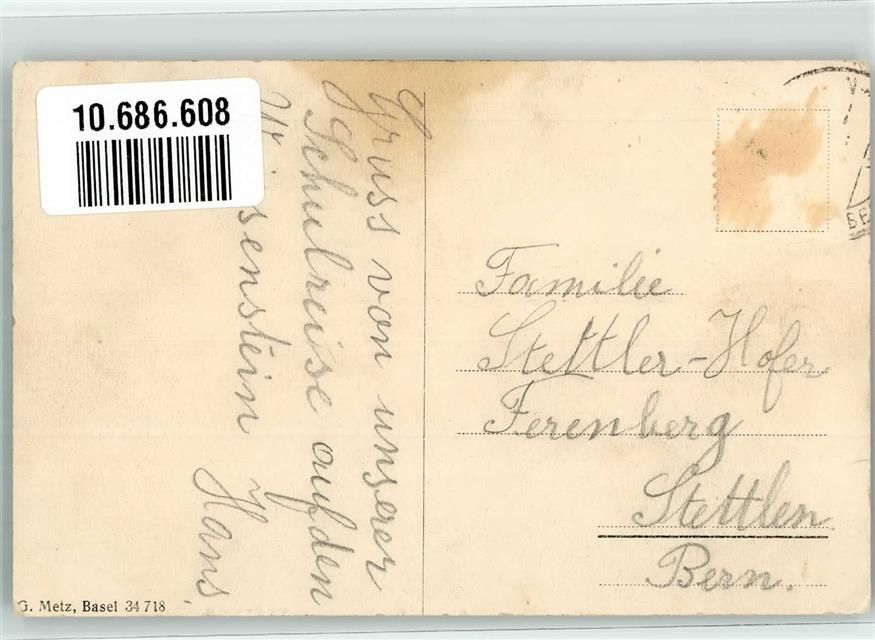 10.686.608
Gruss von unserer
Schulreise auf den
senstein
Hans.
Familie
Stettler-Hofer
Ferenberg
Stettlen
Bern.
G. Metz, Basel 34 718